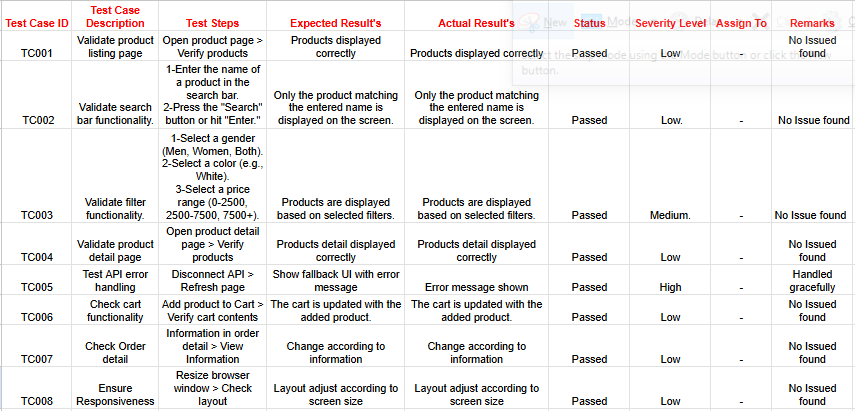 Test Case ID
Test Case
Description
Test Steps
Expected Result's
Actual Result's
Status
Severity Level
Assign To
Remarks
TC001
Validate product
listing page
Open product page >
Verify products
Products displayed
correctly
Products displayed correctly
Passed
Low
-
No Issued
found
TC002
Validate search
bar functionality.
1-Enter the name of
a product in the
search bar.
2-Press the "Search"
button or hit "Enter."
Only the product matching
the entered name is
displayed on the screen.
Only the product matching
the entered name is
displayed on the screen.
Passed
Low.
-
No Issue found
TC003
Validate filter
functionality.
1-Select a gender
(Men, Women, Both).
2-Select a color (e.g.,
White).
3-Select a price
range (0-2500,
2500-7500, 7500+).
Products are displayed
based on selected filters.
Products are displayed
based on selected filters.
Passed
Medium.
-
No Issue found
TC004
Validate product
detail page
Open product detail
page > Verify
products
Products detail displayed
correctly
Products detail displayed
correctly
Passed
Low
-
No Issued
found
TC005
Test API error
handling
Disconnect API >
Refresh page
Show fallback UI with error
message
Error message shown
Passed
High
-
Handled
gracefully
TC006
Check cart
functionality
Add product to Cart >
Verify cart contents
The cart is updated with the
added product.
The cart is updated with the
added product.
Passed
Low
-
No Issued
found
TC007
Check Order
detail
Information in order
detail > View
Information
Change according to
information
Change according to
information
Passed
Low
-
No Issued
found
TC008
Ensure
Responsiveness
Resize browser
window > Check
layout
Layout adjust according to
screen size
Layout adjust according to
screen size
Passed
Low
-
No Issued
found
New
Mode
button.